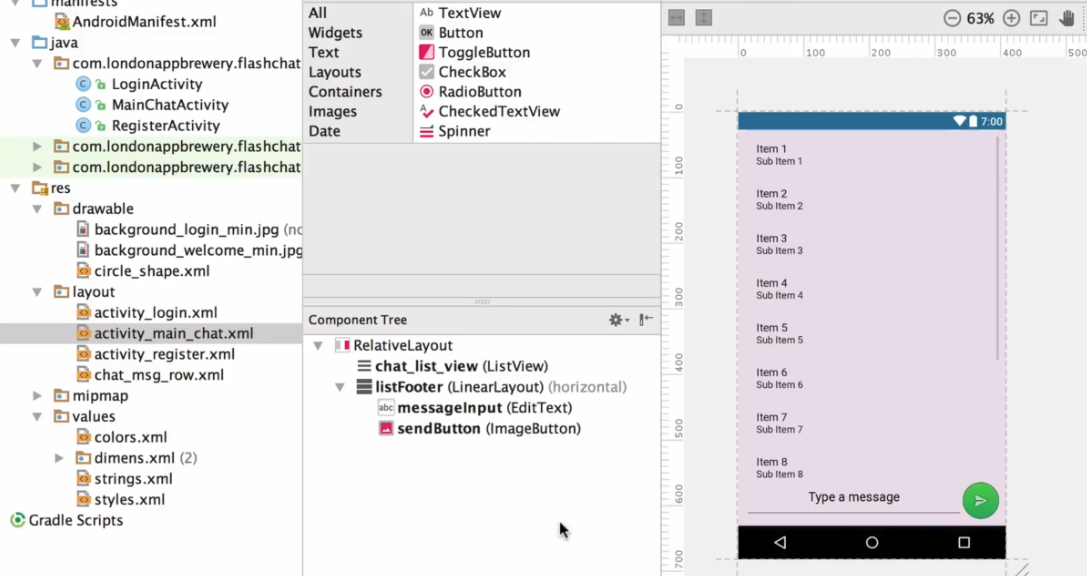 manifests
AndroidManifest.xml
java
com.londonappbrewery.flashchat
LoginActivity
MainChatActivity
RegisterActivity
com.londonappbrewery.flashchat
com.londonappbrewery.flashchat
res
drawable
background_login_min.jpg (no
background_welcome_min.jpg
circle_shape.xml
layout
activity_login.xml
activity_main_chat.xml
activity_register.xml
chat_msg_row.xml
mipmap
values
colors.xml
dimens.xml (2)
strings.xml
styles.xml
Gradle Scripts
All
Widgets
Text
Layouts
Containers
Images
Date
Ab TextView
OK Button
ToggleButton
CheckBox
RadioButton
CheckedTextView
Spinner
Component Tree
RelativeLayout
chat_list_view (ListView)
listFooter (LinearLayout) (horizontal)
abc messageInput (EditText)
sendButton (ImageButton)
63%
0 100 200 300 400 500
0
100
200
300
400
500
600
700
7:00
Item 1
Sub Item 1
Item 2
Sub Item 2
Item 3
Sub Item 3
Item 4
Sub Item 4
Item 5
Sub Item 5
Item 6
Sub Item 6
Item 7
Sub Item 7
Item 8
Sub Item 8
Type a message